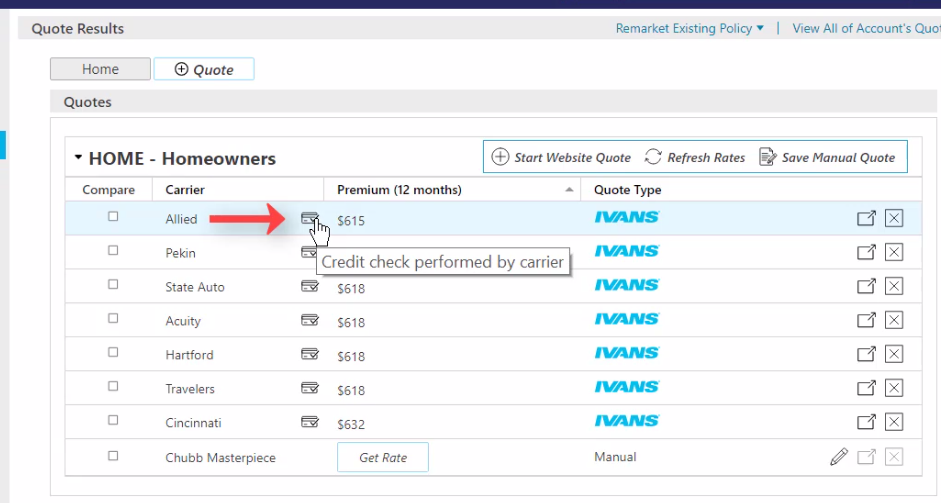 Quote Results
Remarket Existing Policy | View All of Account's Quo
Home
Quote
Quotes
HOME - Homeowners
Start Website Quote Refresh Rates Save Manual Quote
Compare Carrier Premium (12 months) Quote Type
Allied $615 IVANS
Credit check performed by carrier
Pekin IVANS
State Auto $618 IVANS
Acuity $618 IVANS
Hartford $618 IVANS
Travelers $618 IVANS
Cincinnati $632 IVANS
Chubb Masterpiece Get Rate Manual